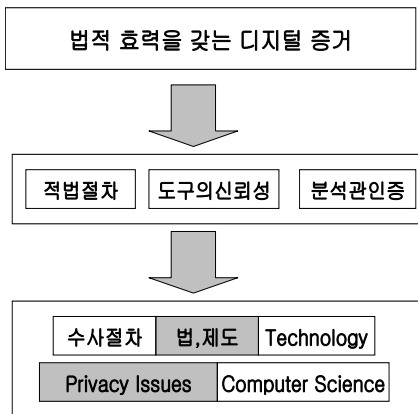 법적 효력을 갖는 디지털 증거
적법절차 도구의신뢰성 분석관인증
수사절차 법,제도 Technology
Privacy Issues Computer Science